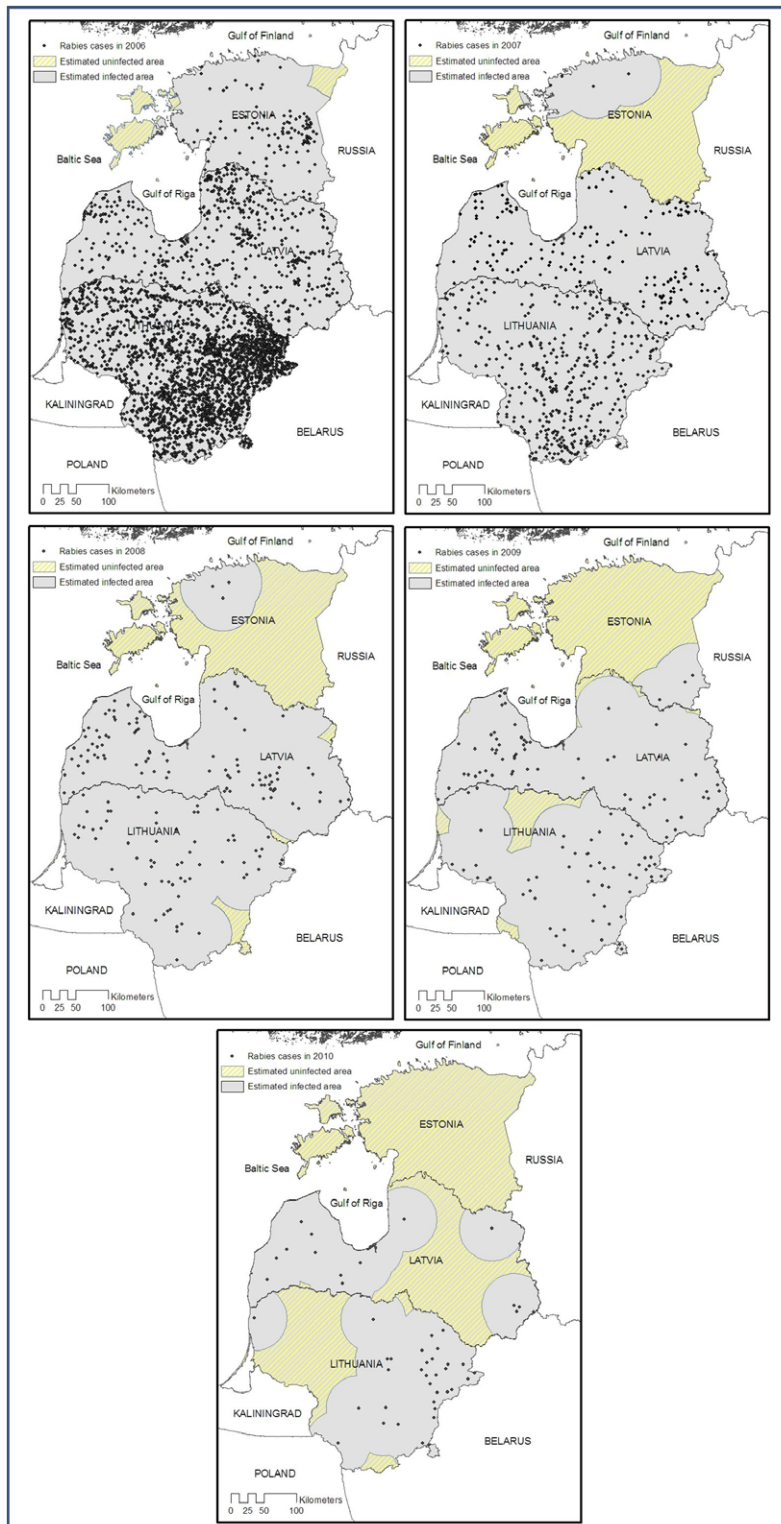 Gulf of Finland
Rabies cases in 2006
Estimated uninfected area
Estimated infected area
ESTONIA
RUSSIA
Baltic Sea
Gulf of Riga
LATVIA
LITHUANIA
KALININGRAD
BELARUS
POLAND
Kilometers
0 25 50 100
Gulf of Finland
Rabies cases in 2007
Estimated uninfected area
Estimated infected area
ESTONIA
RUSSIA
Baltic Sea
Gulf of Riga
LATVIA
LITHUANIA
KALININGRAD
BELARUS
POLAND
Kilometers
0 25 50 100
Gulf of Finland
Rabies cases in 2008
Estimated uninfected area
Estimated infected area
ESTONIA
RUSSIA
Baltic Sea
Gulf of Riga
LATVIA
LITHUANIA
KALININGRAD
BELARUS
POLAND
Kilometers
0 25 50 100
Gulf of Finland
Rabies cases in 2009
Estimated uninfected area
Estimated infected area
ESTONIA
RUSSIA
Baltic Sea
Gulf of Riga
LATVIA
LITHUANIA
KALININGRAD
BELARUS
POLAND
Kilometers
0 25 50 100
Gulf of Finland
Rabies cases in 2010
Estimated uninfected area
Estimated infected area
ESTONIA
RUSSIA
Baltic Sea
Gulf of Riga
LATVIA
LITHUANIA
KALININGRAD
BELARUS
POLAND
Kilometers
0 25 50 100